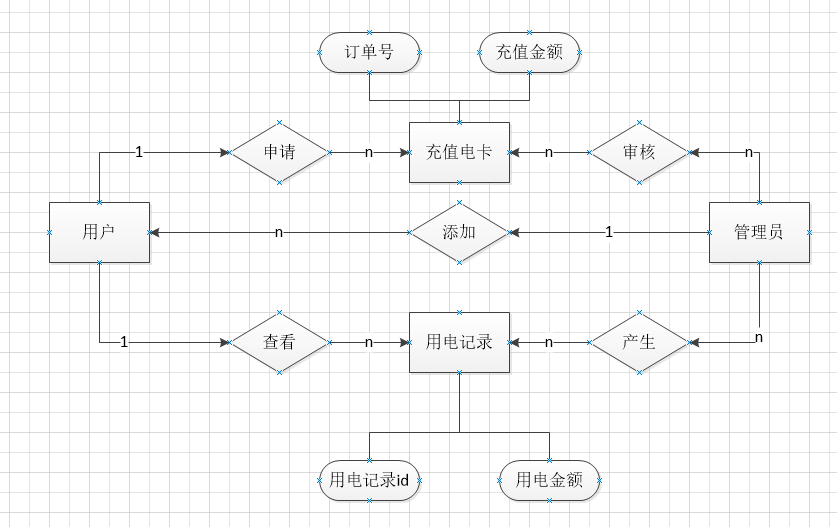 订单号
充值金额
1
申请
n
充值电卡
n
审核
n
用户
n
添加
1
管理员
1
查看
n
用电记录
n
产生
n
用电记录id
用电金额